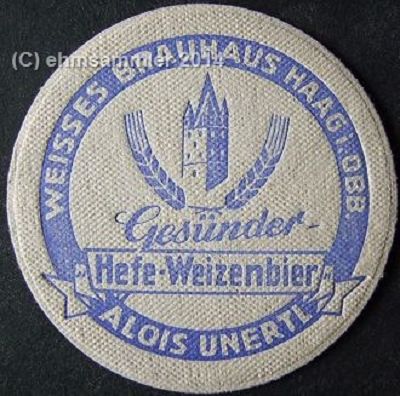 (C) ehmsammler 2014
WEISSES BRAUHAUS HAAG i. OBB.
Gesünder-
"Hefe-Weizenbier"
ALOIS UNERTL